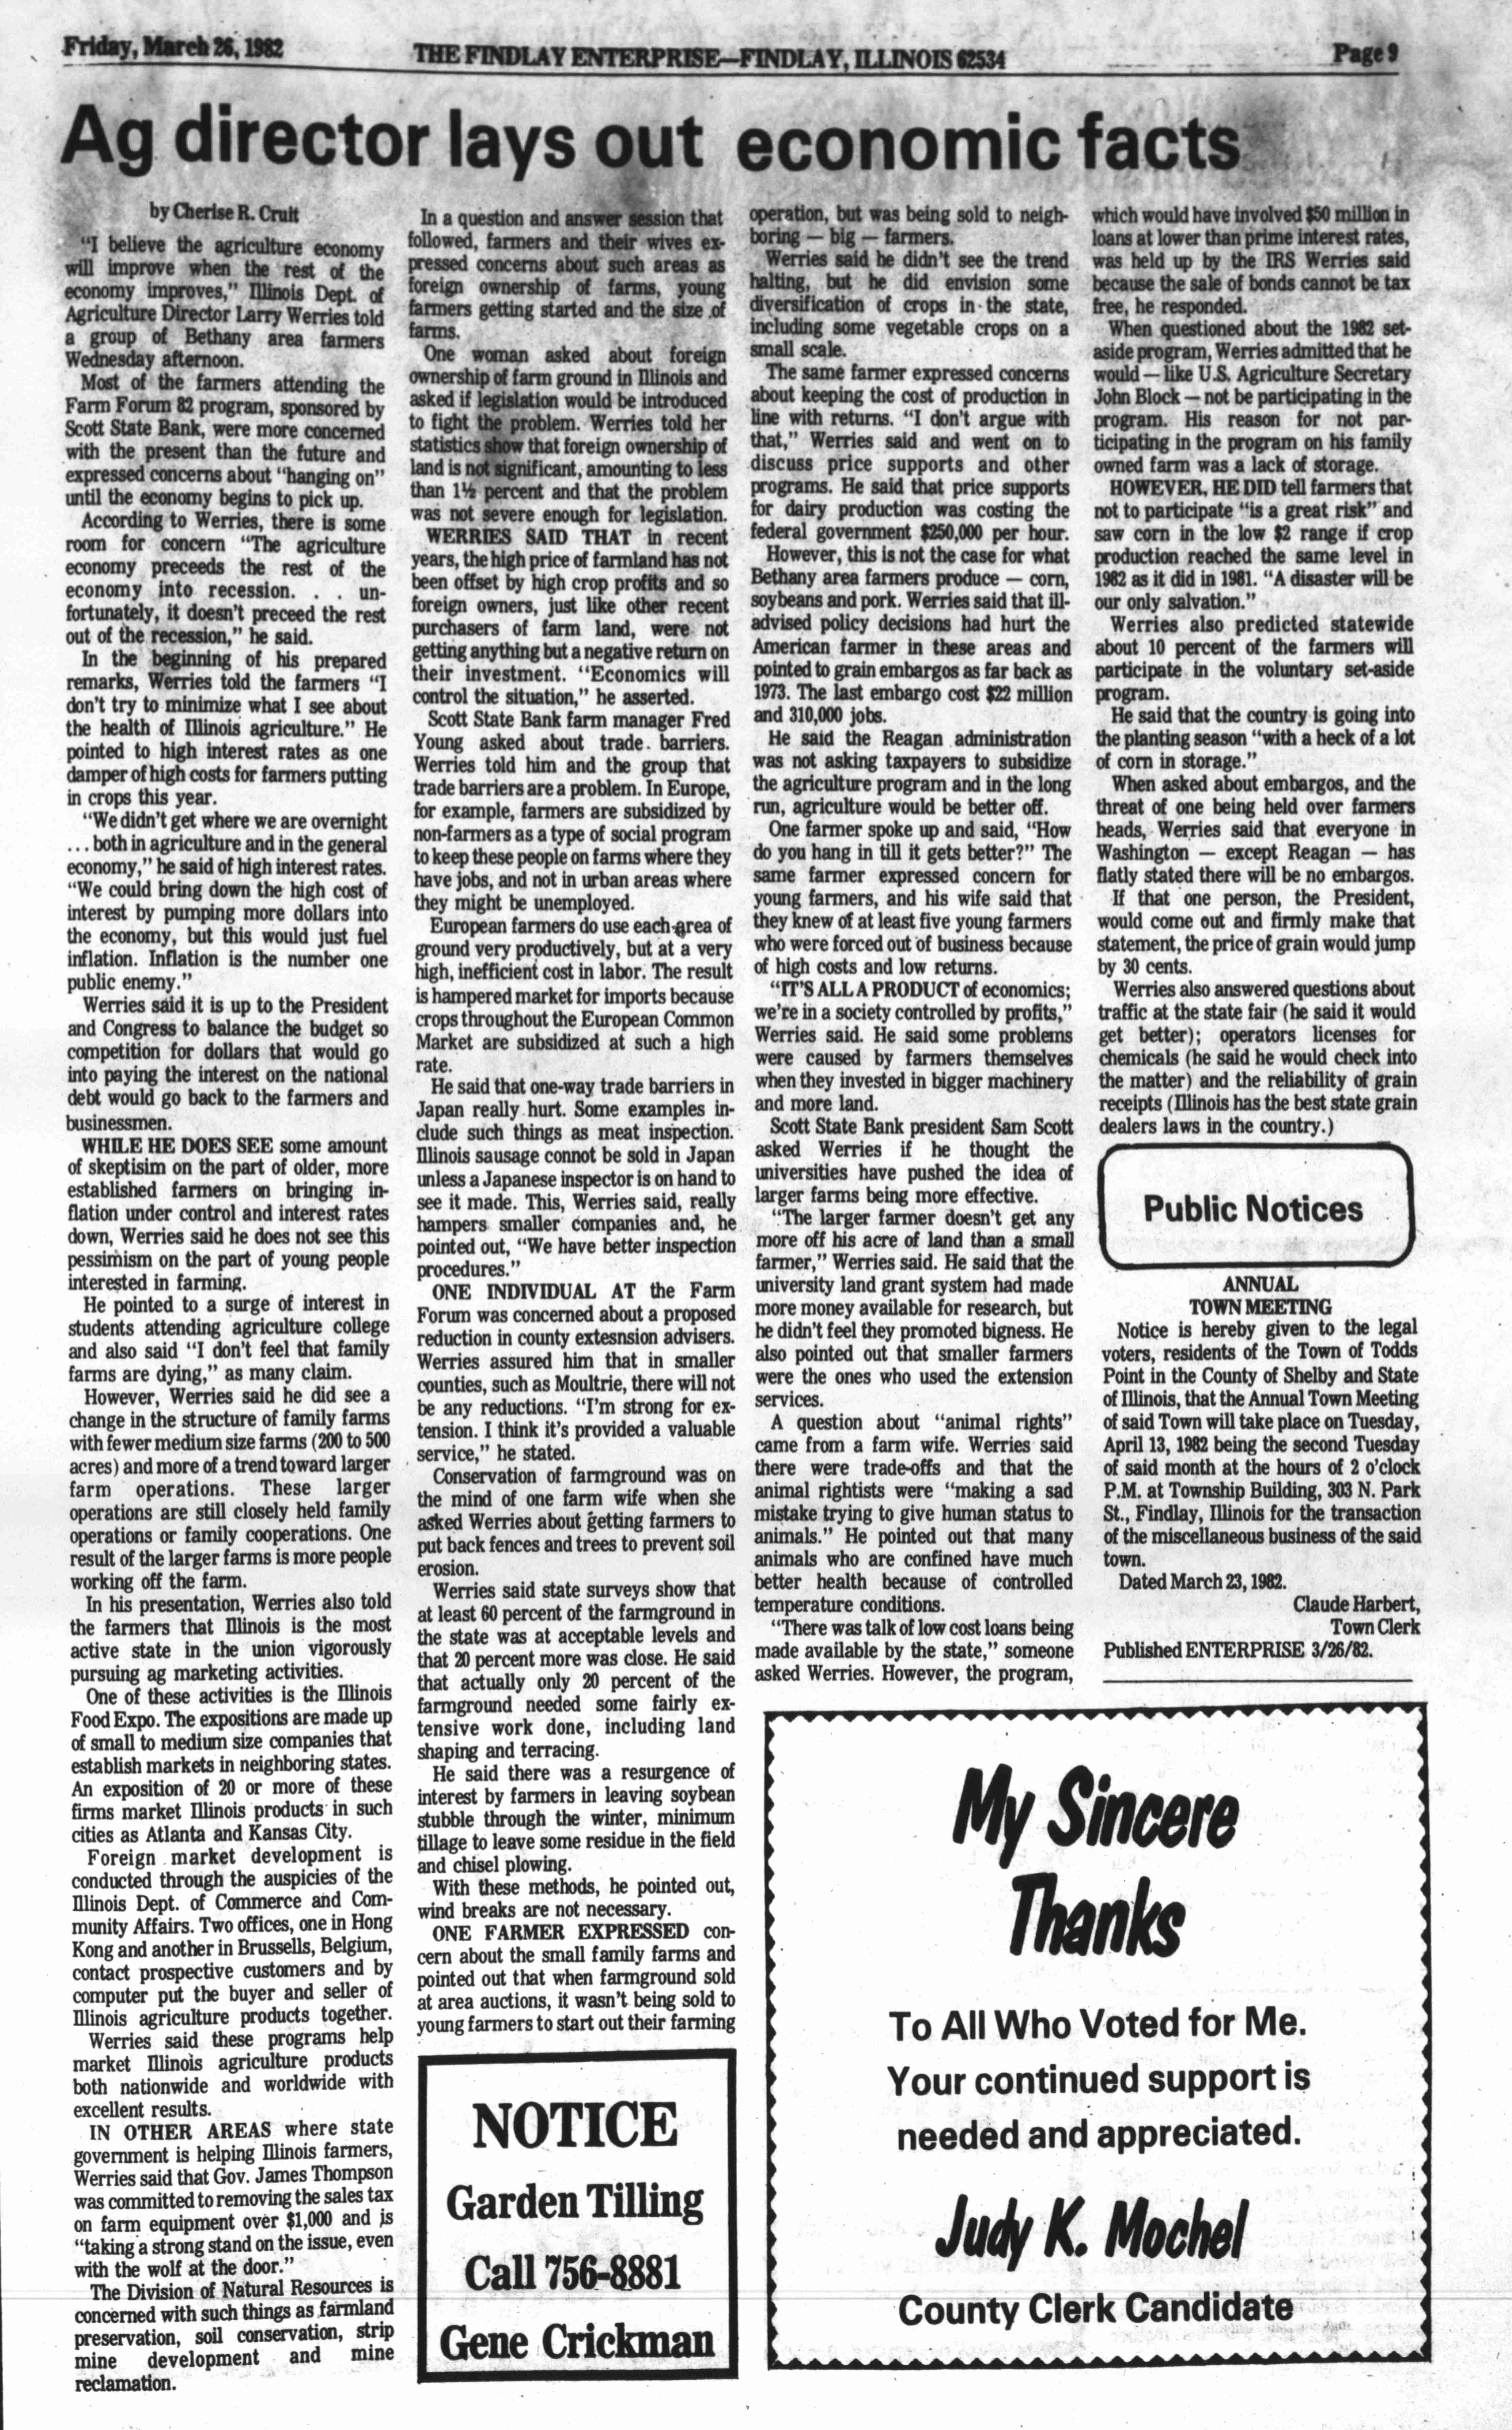 Friday, March 26, 1982
THE FINDLAY ENTERPRISE—FINDLAY, ILLINOIS 62534
Page 9
Ag director lays out economic facts
by Cherise R. Cruit
"I believe the agriculture economy
will improve when the rest of the
economy improves," Illinois Dept. of
Agriculture Director Larry Werries told
a group of Bethany area farmers
Wednesday afternoon.
Most of the farmers attending the
Farm Forum 82 program, sponsored by
Scott State Bank, were more concerned
with the present than the future and
expressed concerns about "hanging on"
until the economy begins to pick up.
According to Werries, there is some
room for concern "The agriculture
economy preceeds the rest of the
economy into recession. . . un-
fortunately, it doesn't preceed the rest
out of the recession," he said.
In the beginning of his prepared
remarks, Werries told the farmers "I
don't try to minimize what I see about
the health of Illinois agriculture." He
pointed to high interest rates as one
damper of high costs for farmers putting
in crops this year.
"We didn't get where we are overnight
. . . both in agriculture and in the general
economy," he said of high interest rates.
"We could bring down the high cost of
interest by pumping more dollars into
the economy, but this would just fuel
inflation. Inflation is the number one
public enemy."
Werries said it is up to the President
and Congress to balance the budget so
competition for dollars that would go
into paying the interest on the national
debt would go back to the farmers and
businessmen.
WHILE HE DOES SEE some amount
of skeptisim on the part of older, more
established farmers on bringing in-
flation under control and interest rates
down, Werries said he does not see this
pessimism on the part of young people
interested in farming.
He pointed to a surge of interest in
students attending agriculture college
and also said "I don't feel that family
farms are dying," as many claim.
However, Werries said he did see a
change in the structure of family farms
with fewer medium size farms (200 to 500
acres) and more of a trend toward larger
farm operations. These larger
operations are still closely held family
operations or family cooperations. One
result of the larger farms is more people
working off the farm.
In his presentation, Werries also told
the farmers that Illinois is the most
active state in the union vigorously
pursuing ag marketing activities.
One of these activities is the Illinois
Food Expo. The expositions are made up
of small to medium size companies that
establish markets in neighboring states.
An exposition of 20 or more of these
firms market Illinois products in such
cities as Atlanta and Kansas City.
Foreign market development is
conducted through the auspicies of the
Illinois Dept. of Commerce and Com-
munity Affairs. Two offices, one in Hong
Kong and another in Brussells, Belgium,
contact prospective customers and by
computer put the buyer and seller of
Illinois agriculture products together.
Werries said these programs help
market Illinois agriculture products
both nationwide and worldwide with
excellent results.
IN OTHER AREAS where state
government is helping Illinois farmers,
Werries said that Gov. James Thompson
was committed to removing the sales tax
on farm equipment over $1,000 and is
"taking a strong stand on the issue, even
with the wolf at the door."
The Division of Natural Resources is
concerned with such things as farmland
preservation, soil conservation, strip
mine development and mine
reclamation.
In a question and answer session that
followed, farmers and their wives ex-
pressed concerns about such areas as
foreign ownership of farms, young
farmers getting started and the size of
farms.
One woman asked about foreign
ownership of farm ground in Illinois and
asked if legislation would be introduced
to fight the problem. Werries told her
statistics show that foreign ownership of
land is not significant, amounting to less
than 1½ percent and that the problem
was not severe enough for legislation.
WERRIES SAID THAT in recent
years, the high price of farmland has not
been offset by high crop profits and so
foreign owners, just like other recent
purchasers of farm land, were not
getting anything but a negative return on
their investment. "Economics will
control the situation," he asserted.
Scott State Bank farm manager Fred
Young asked about trade barriers.
Werries told him and the group that
trade barriers are a problem. In Europe,
for example, farmers are subsidized by
non-farmers as a type of social program
to keep these people on farms where they
have jobs, and not in urban areas where
they might be unemployed.
European farmers do use each area of
ground very productively, but at a very
high, inefficient cost in labor. The result
is hampered market for imports because
crops throughout the European Common
Market are subsidized at such a high
rate.
He said that one-way trade barriers in
Japan really hurt. Some examples in-
clude such things as meat inspection.
Illinois sausage connot be sold in Japan
unless a Japanese inspector is on hand to
see it made. This, Werries said, really
hampers smaller companies and, he
pointed out, "We have better inspection
procedures."
ONE INDIVIDUAL AT the Farm
Forum was concerned about a proposed
reduction in county extesnsion advisers.
Werries assured him that in smaller
counties, such as Moultrie, there will not
be any reductions. "I'm strong for ex-
tension. I think it's provided a valuable
service," he stated.
Conservation of farmground was on
the mind of one farm wife when she
asked Werries about getting farmers to
put back fences and trees to prevent soil
erosion.
Werries said state surveys show that
at least 60 percent of the farmground in
the state was at acceptable levels and
that 20 percent more was close. He said
that actually only 20 percent of the
farmground needed some fairly ex-
tensive work done, including land
shaping and terracing.
He said there was a resurgence of
interest by farmers in leaving soybean
stubble through the winter, minimum
tillage to leave some residue in the field
and chisel plowing.
With these methods, he pointed out,
wind breaks are not necessary.
ONE FARMER EXPRESSED con-
cern about the small family farms and
pointed out that when farmground sold
at area auctions, it wasn't being sold to
young farmers to start out their farming
NOTICE
Garden Tilling
Call 756-8881
Gene Crickman
operation, but was being sold to neigh-
boring — big — farmers.
Werries said he didn't see the trend
halting, but he did envision some
diversification of crops in the state,
including some vegetable crops on a
small scale.
The same farmer expressed concerns
about keeping the cost of production in
line with returns. "I don't argue with
that," Werries said and went on to
discuss price supports and other
programs. He said that price supports
for dairy production was costing the
federal government $250,000 per hour.
However, this is not the case for what
Bethany area farmers produce — corn,
soybeans and pork. Werries said that ill-
advised policy decisions had hurt the
American farmer in these areas and
pointed to grain embargos as far back as
1973. The last embargo cost $22 million
and 310,000 jobs.
He said the Reagan administration
was not asking taxpayers to subsidize
the agriculture program and in the long
run, agriculture would be better off.
One farmer spoke up and said, "How
do you hang in till it gets better?" The
same farmer expressed concern for
young farmers, and his wife said that
they knew of at least five young farmers
who were forced out of business because
of high costs and low returns.
"IT'S ALL A PRODUCT of economics;
we're in a society controlled by profits,"
Werries said. He said some problems
were caused by farmers themselves
when they invested in bigger machinery
and more land.
Scott State Bank president Sam Scott
asked Werries if he thought the
universities have pushed the idea of
larger farms being more effective.
"The larger farmer doesn't get any
more off his acre of land than a small
farmer," Werries said. He said that the
university land grant system had made
more money available for research, but
he didn't feel they promoted bigness. He
also pointed out that smaller farmers
were the ones who used the extension
services.
A question about "animal rights"
came from a farm wife. Werries said
there were trade-offs and that the
animal rightists were "making a sad
mistake trying to give human status to
animals." He pointed out that many
animals who are confined have much
better health because of controlled
temperature conditions.
"There was talk of low cost loans being
made available by the state," someone
asked Werries. However, the program,
which would have involved $50 million in
loans at lower than prime interest rates,
was held up by the IRS Werries said
because the sale of bonds cannot be tax
free, he responded.
When questioned about the 1982 set-
aside program, Werries admitted that he
would — like U.S. Agriculture Secretary
John Block — not be participating in the
program. His reason for not par-
ticipating in the program on his family
owned farm was a lack of storage.
HOWEVER, HE DID tell farmers that
not to participate "is a great risk" and
saw corn in the low $2 range if crop
production reached the same level in
1982 as it did in 1981. "A disaster will be
our only salvation."
Werries also predicted statewide
about 10 percent of the farmers will
participate in the voluntary set-aside
program.
He said that the country is going into
the planting season "with a heck of a lot
of corn in storage."
When asked about embargos, and the
threat of one being held over farmers
heads, Werries said that everyone in
Washington — except Reagan — has
flatly stated there will be no embargos.
If that one person, the President,
would come out and firmly make that
statement, the price of grain would jump
by 30 cents.
Werries also answered questions about
traffic at the state fair (he said it would
get better); operators licenses for
chemicals (he said he would check into
the matter) and the reliability of grain
receipts (Illinois has the best state grain
dealers laws in the country.)
Public Notices
ANNUAL
TOWN MEETING
Notice is hereby given to the legal
voters, residents of the Town of Todds
Point in the County of Shelby and State
of Illinois, that the Annual Town Meeting
of said Town will take place on Tuesday,
April 13, 1982 being the second Tuesday
of said month at the hours of 2 o'clock
P.M. at Township Building, 303 N. Park
St., Findlay, Illinois for the transaction
of the miscellaneous business of the said
town.
Dated March 23, 1982.
Claude Harbert,
Town Clerk
Published ENTERPRISE 3/26/82.
My Sincere
Thanks
To All Who Voted for Me.
Your continued support is
needed and appreciated.
Judy K. Mochel
County Clerk Candidate